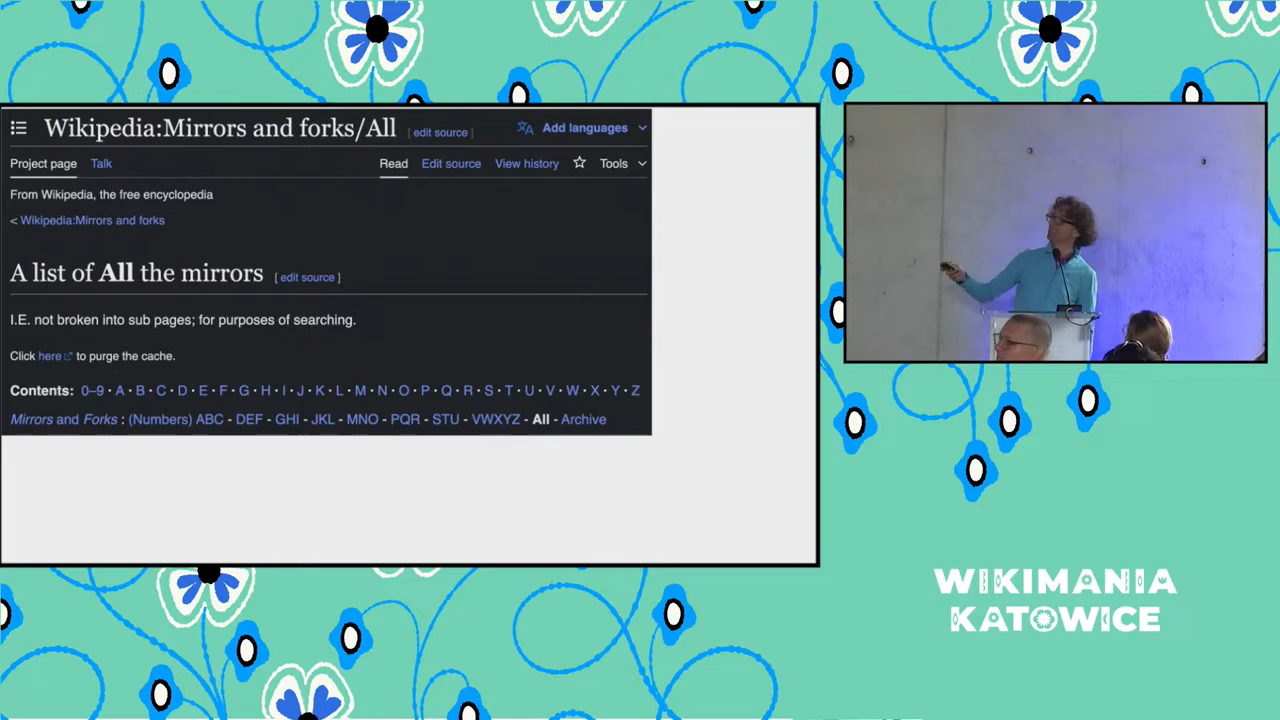 Wikipedia:Mirrors and forks/All [ edit source ] Add languages
Project page Talk Read Edit source View history Tools
From Wikipedia, the free encyclopedia
< Wikipedia:Mirrors and forks
A list of All the mirrors [ edit source ]
I.E. not broken into sub pages; for purposes of searching.
Click here to purge the cache.
Contents: 0–9 · A · B · C · D · E · F · G · H · I · J · K · L · M · N · O · P · Q · R · S · T · U · V · W · X · Y · Z
Mirrors and Forks : (Numbers) ABC - DEF - GHI - JKL - MNO - PQR - STU - VWXYZ - All - Archive
WIKIMANIA
KATOWICE